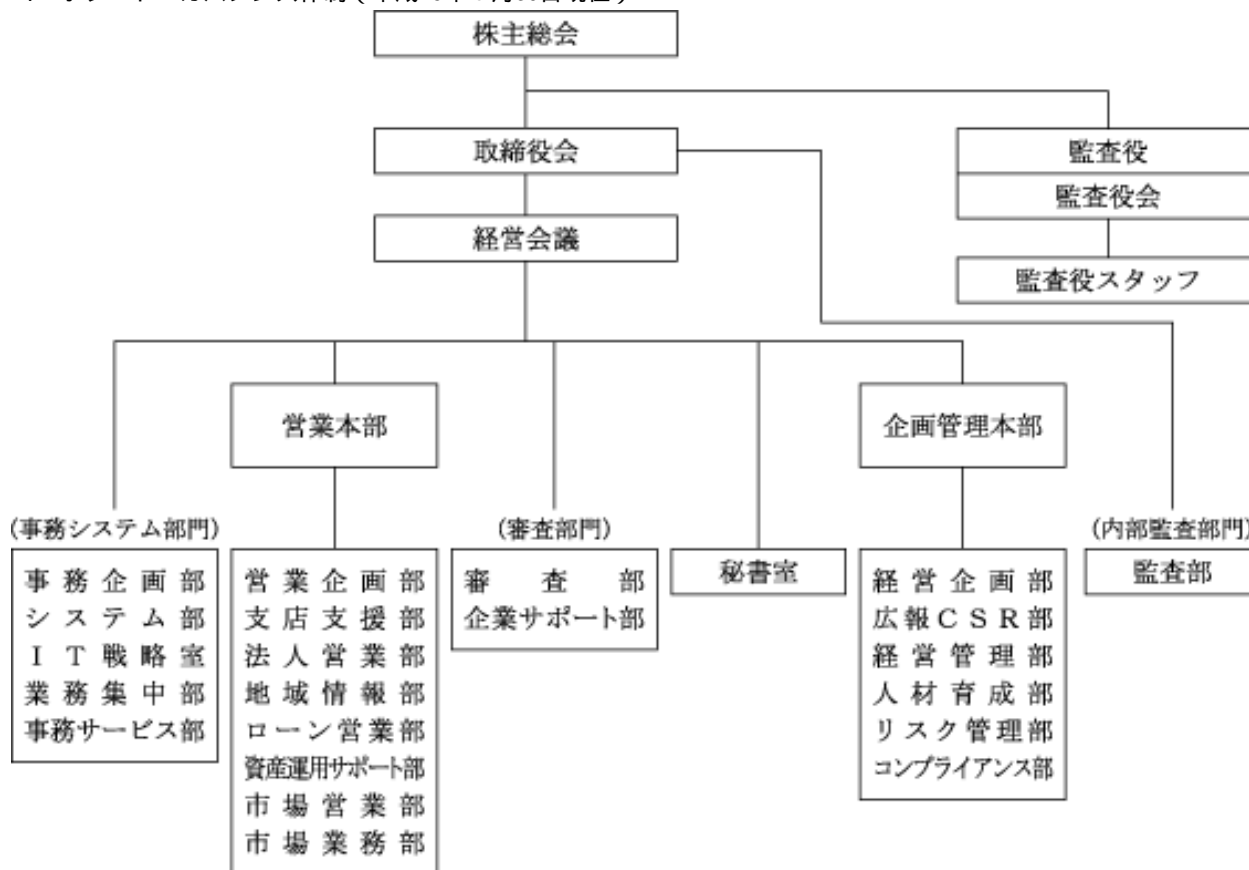 株主総会
取締役会
監査役
監査役会
経営会議
監査役スタッフ
営業本部
企画管理本部
(事務システム部門)
(審査部門)
(内部監査部門)
事務企画部
システム部
IT戦略室
業務集中部
事務サービス部
営業企画部
支店支援部
法人営業部
地域情報部
ローン営業部
資産運用サポート部
市場営業部
市場業務部
審査部
企業サポート部
秘書室
経営企画部
広報CSR部
経営管理部
人材育成部
リスク管理部
コンプライアンス部
監査部